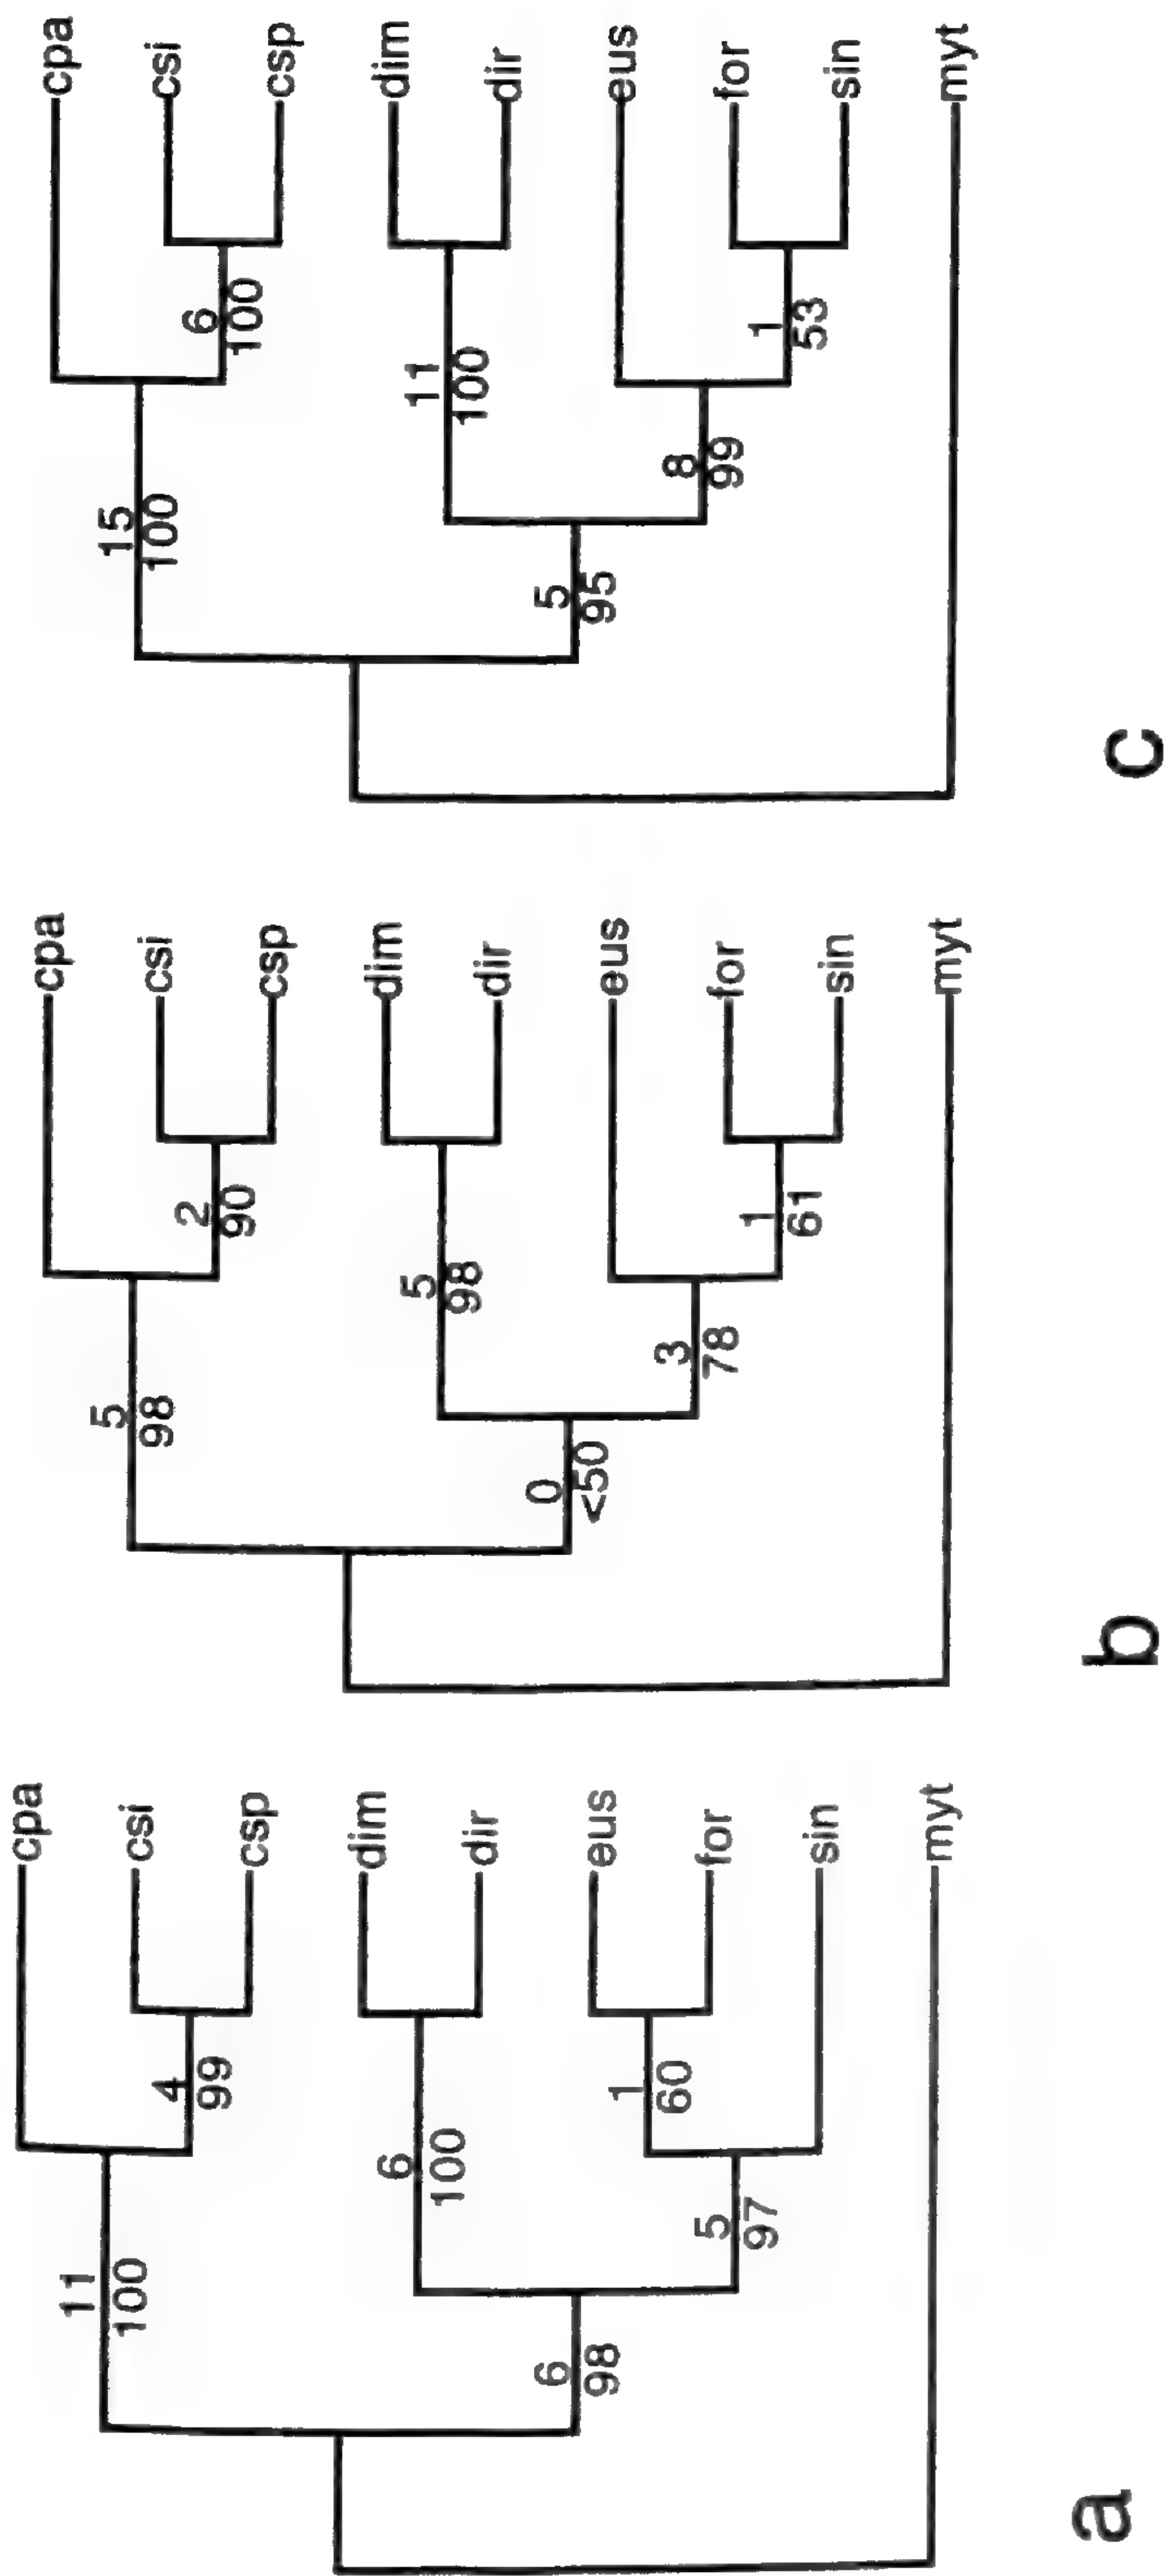 cpa
csi
csp
dim
dir
eus
for
sin
myt
11
100
4
99
6
100
6
98
1
60
5
97
a
cpa
csi
csp
dim
dir
eus
for
sin
myt
5
98
2
90
5
98
0
<50
3
78
1
61
b
cpa
csi
csp
dim
dir
eus
for
sin
myt
15
100
6
100
11
100
5
95
8
99
1
53
c